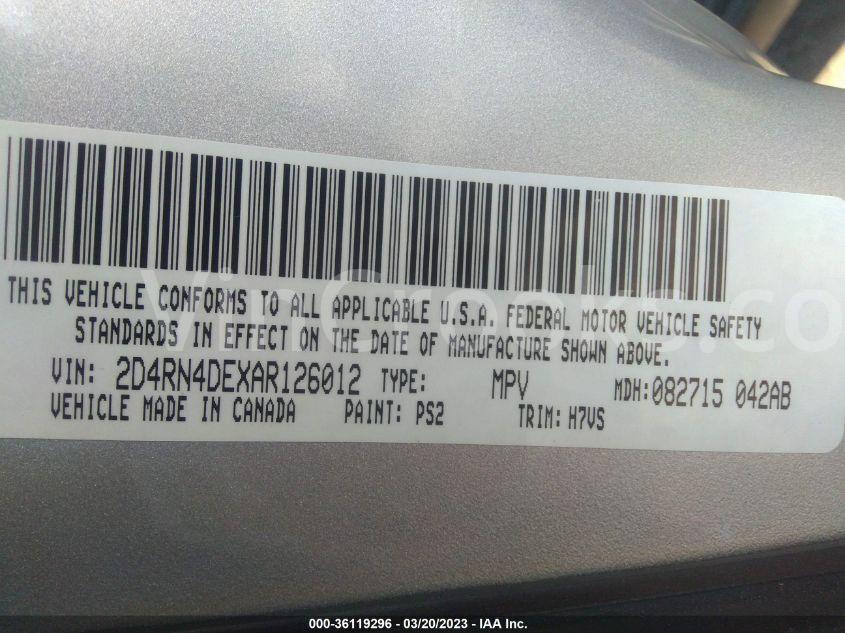 THIS VEHICLE CONFORMS TO ALL APPLICABLE U.S.A. FEDERAL MOTOR VEHICLE SAFETY
STANDARDS IN EFFECT ON THE DATE OF MANUFACTURE SHOWN ABOVE.
VIN: 2D4RN4DEXAR126012 TYPE: MPV MDH:082715 042AB
VEHICLE MADE IN CANADA PAINT: PS2 TRIM: H7VS
000-36119296 - 03/20/2023 - IAA Inc.